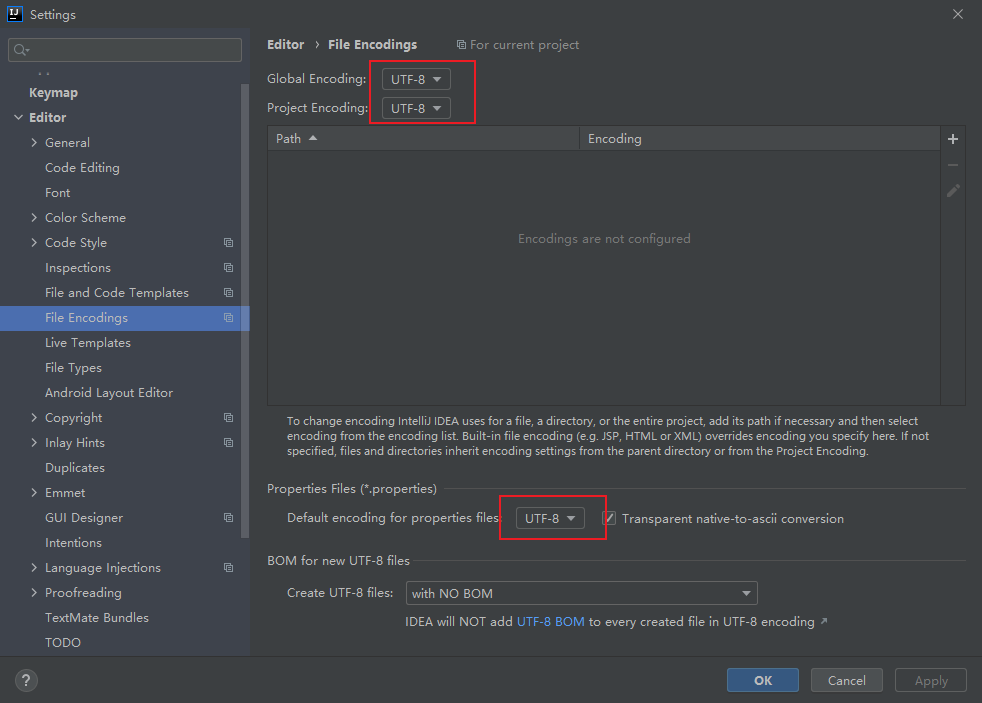 Settings
Keymap
Editor
General
Code Editing
Font
Color Scheme
Code Style
Inspections
File and Code Templates
File Encodings
Live Templates
File Types
Android Layout Editor
Copyright
Inlay Hints
Duplicates
Emmet
GUI Designer
Intentions
Language Injections
Proofreading
TextMate Bundles
TODO
Editor › File Encodings For current project
Global Encoding: UTF-8
Project Encoding: UTF-8
Path Encoding
Encodings are not configured
To change encoding IntelliJ IDEA uses for a file, a directory, or the entire project, add its path if necessary and then select
encoding from the encoding list. Built-in file encoding (e.g. JSP, HTML or XML) overrides encoding you specify here. If not
specified, files and directories inherit encoding settings from the parent directory or from the Project Encoding.
Properties Files (*.properties)
Default encoding for properties files: UTF-8 Transparent native-to-ascii conversion
BOM for new UTF-8 files
Create UTF-8 files: with NO BOM
IDEA will NOT add UTF-8 BOM to every created file in UTF-8 encoding ↗
? OK Cancel Apply